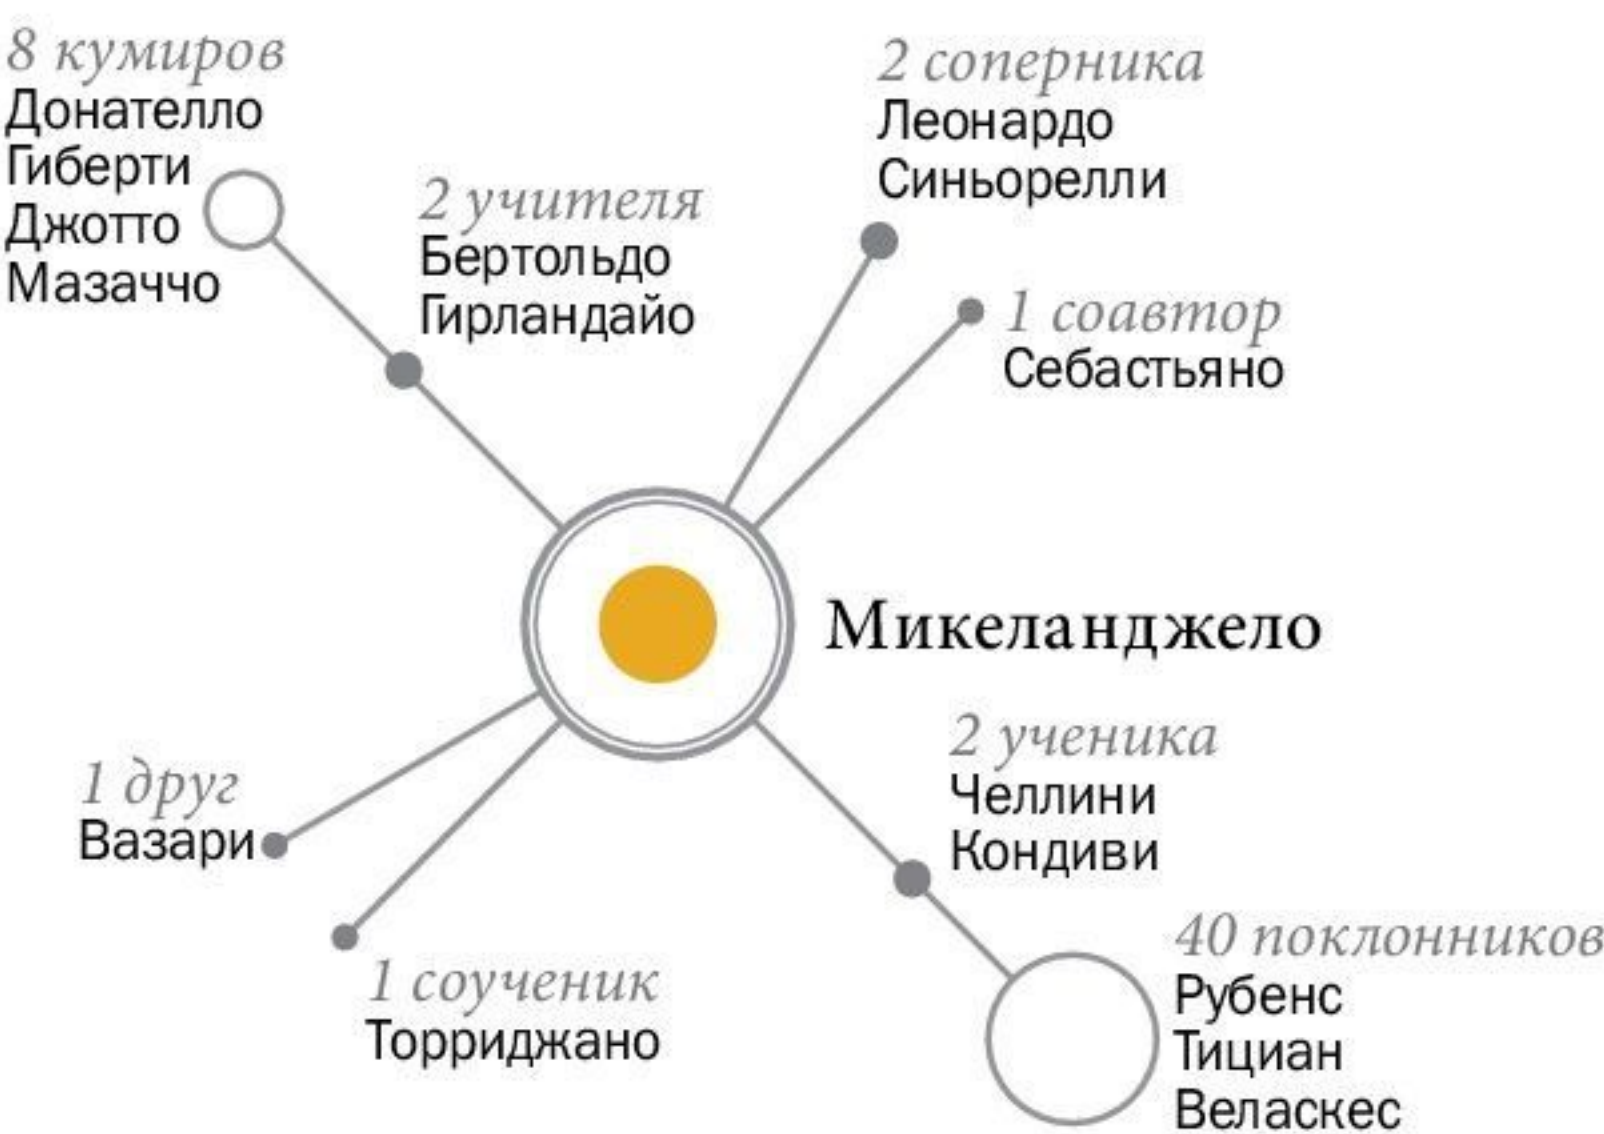 8 кумиров
Донателло
Гиберти
Джотто
Мазаччо
2 учителя
Бертольдо
Гирландайо
2 соперника
Леонардо
Синьорелли
1 соавтор
Себастьяно
Микеланджело
1 друг
Вазари
1 соученик
Торриджано
2 ученика
Челлини
Кондиви
40 поклонников
Рубенс
Тициан
Веласкес